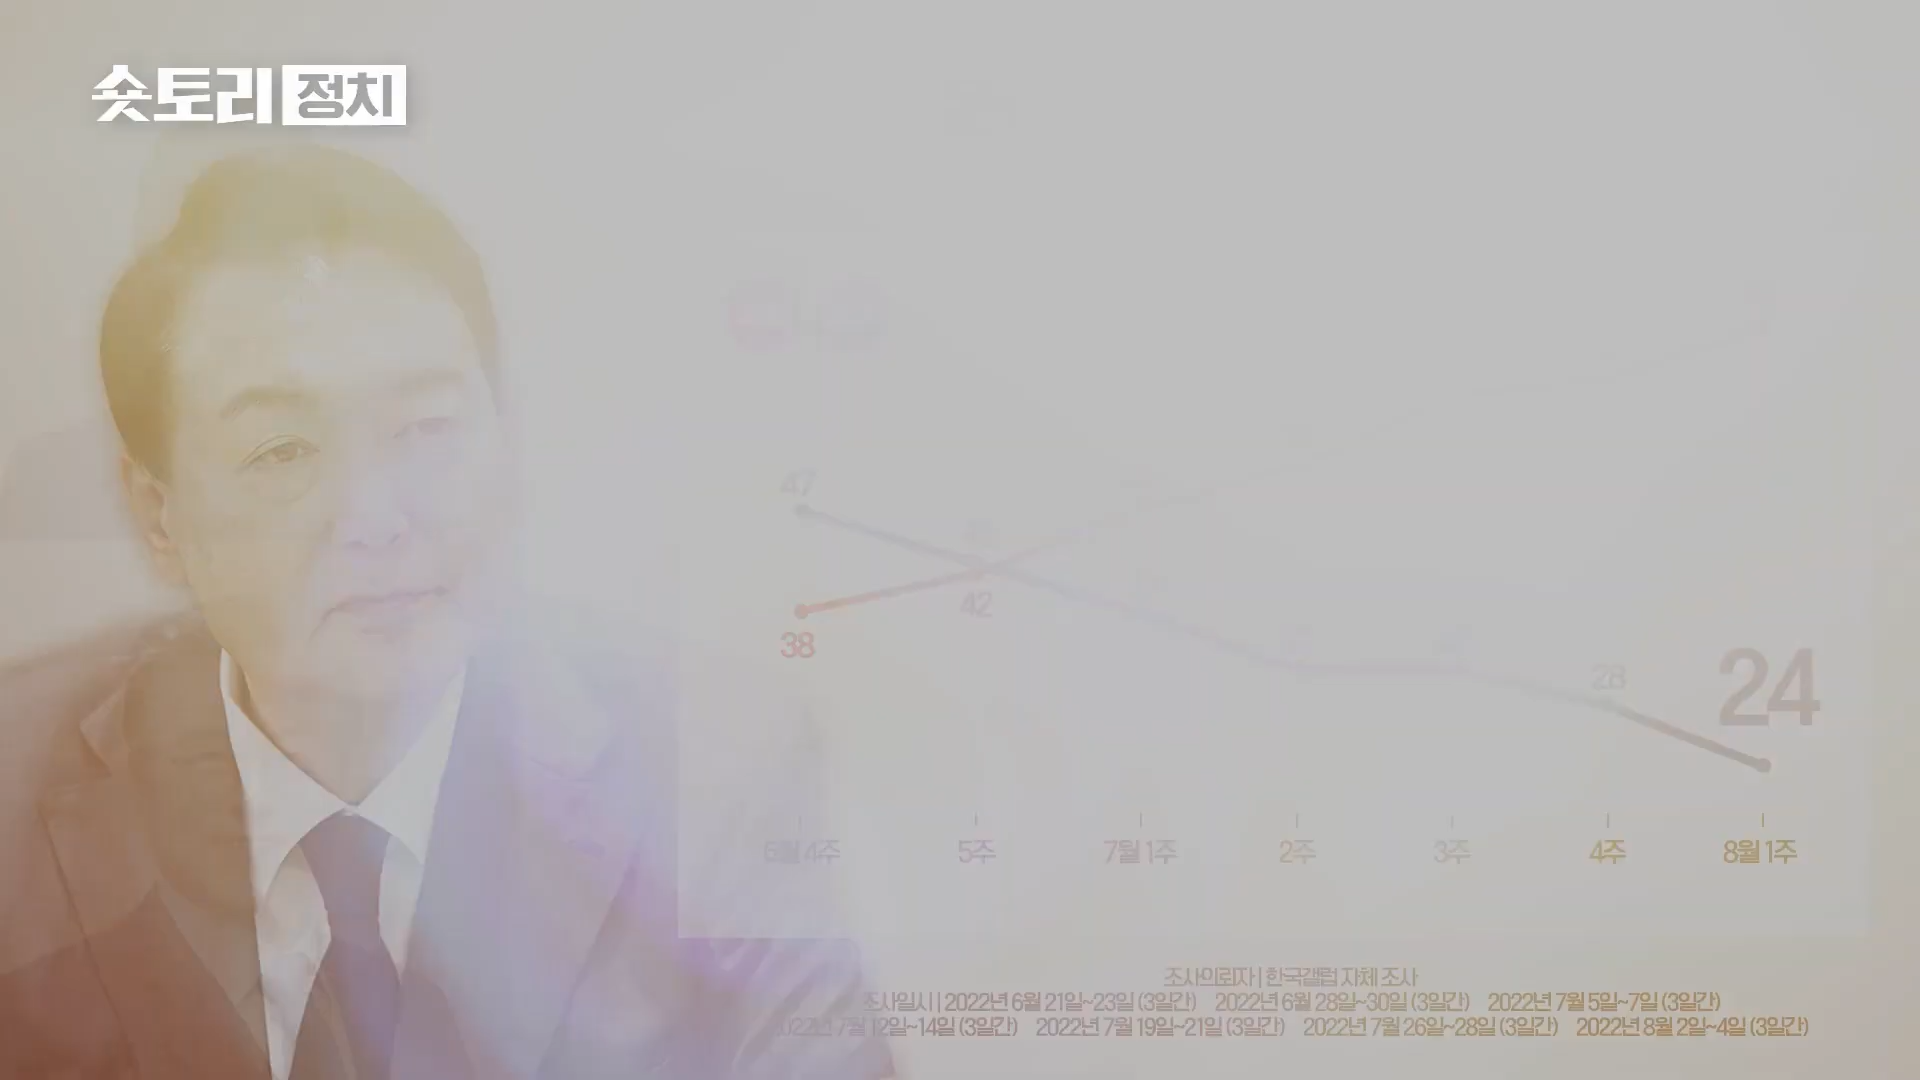 숏토리 정치
47
42
38
28
24
6월 4주 5주 7월 1주 2주 3주 4주 8월 1주
조사의뢰자 | 한국갤럽 자체 조사
조사일시 | 2022년 6월 21일~23일 (3일간) 2022년 6월 28일~30일 (3일간) 2022년 7월 5일~7일 (3일간)
2022년 7월 12일~14일 (3일간) 2022년 7월 19일~21일 (3일간) 2022년 7월 26일~28일 (3일간) 2022년 8월 2일~4일 (3일간)